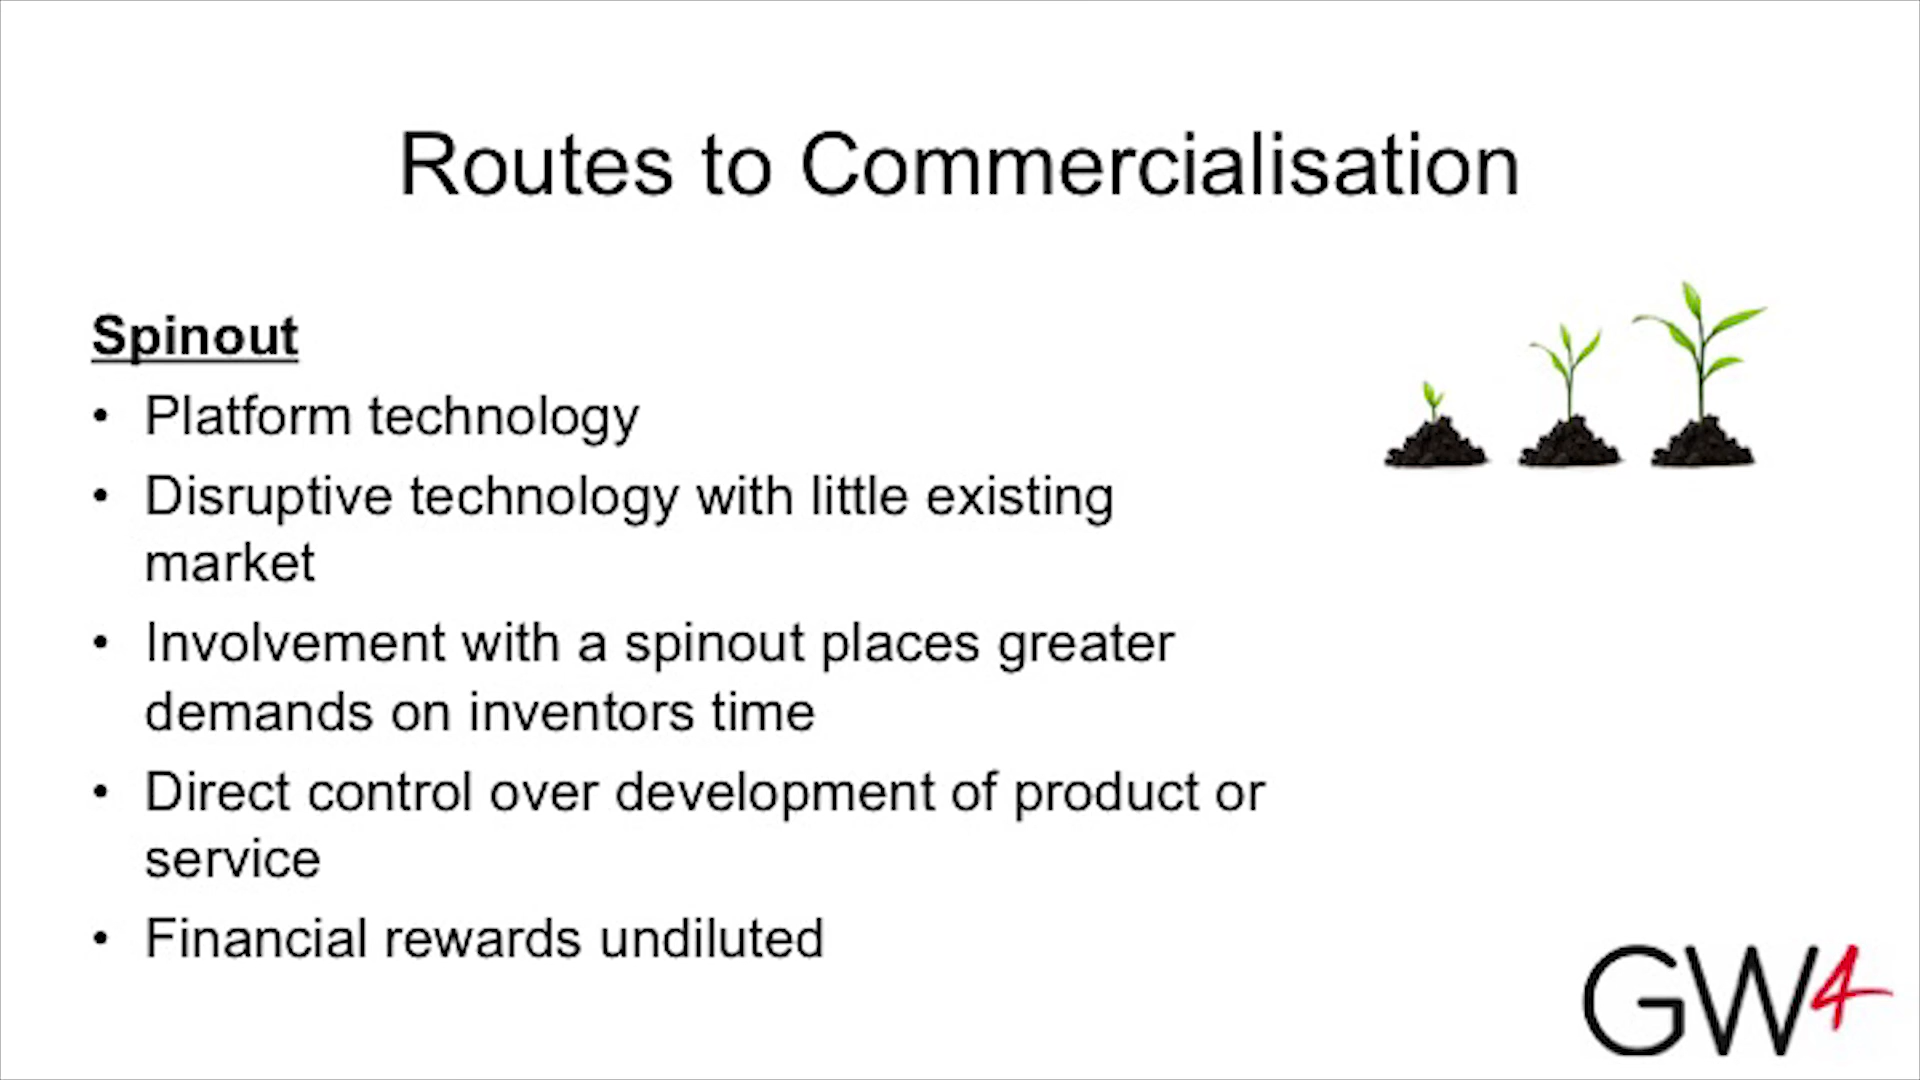 Routes to Commercialisation
Spinout
• Platform technology
• Disruptive technology with little existing
market
• Involvement with a spinout places greater
demands on inventors time
• Direct control over development of product or
service
• Financial rewards undiluted
GW4